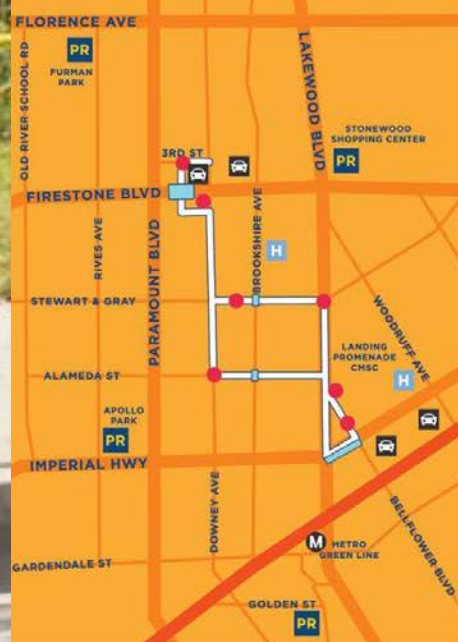 FLORENCE AVE
OLD RIVER SCHOOL RD
PR
FURMAN
PARK
LAKEWOOD BLVD
STONEWOOD
SHOPPING CENTER
PR
3RD ST
FIRESTONE BLVD
RIVES AVE
PARAMOUNT BLVD
BROOKSHIRE AVE
H
STEWART & GRAY
WOODRUFF AVE
LANDING
PROMENADE
CMSC
H
ALAMEDA ST
APOLLO
PARK
PR
IMPERIAL HWY
DOWNEY AVE
BELLFLOWER BLVD
M
METRO
GREEN LINE
GARDENDALE ST
GOLDEN ST
PR